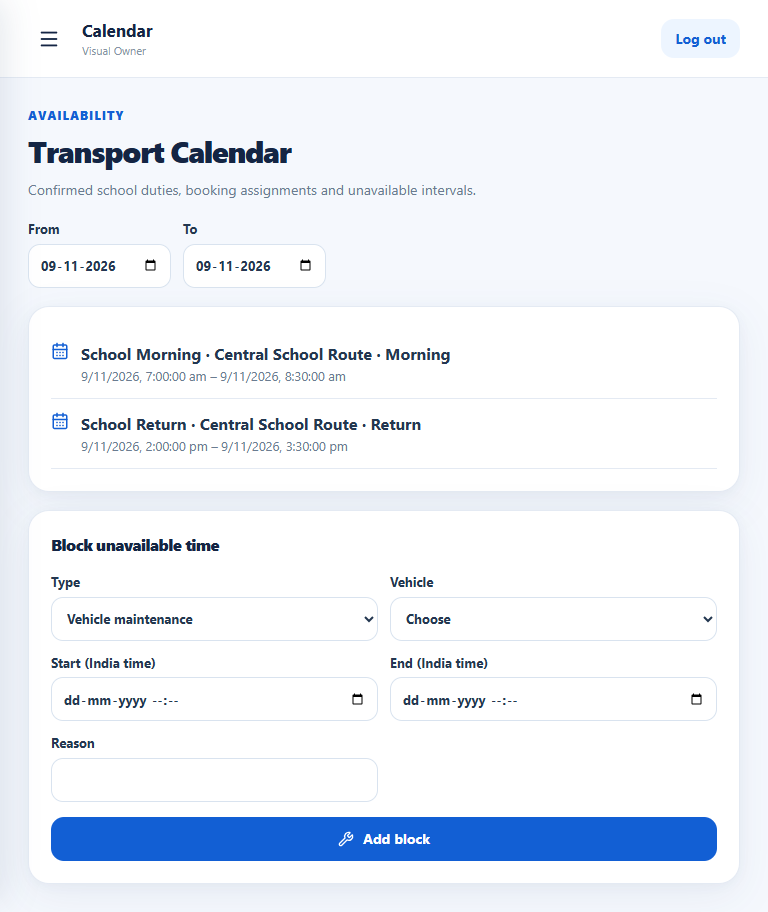 Calendar
Visual Owner
Log out
AVAILABILITY
Transport Calendar
Confirmed school duties, booking assignments and unavailable intervals.
From To
09-11-2026 09-11-2026
School Morning · Central School Route · Morning
9/11/2026, 7:00:00 am – 9/11/2026, 8:30:00 am
School Return · Central School Route · Return
9/11/2026, 2:00:00 pm – 9/11/2026, 3:30:00 pm
Block unavailable time
Type Vehicle
Vehicle maintenance Choose
Start (India time) End (India time)
dd-mm-yyyy --:-- dd-mm-yyyy --:--
Reason
Add block